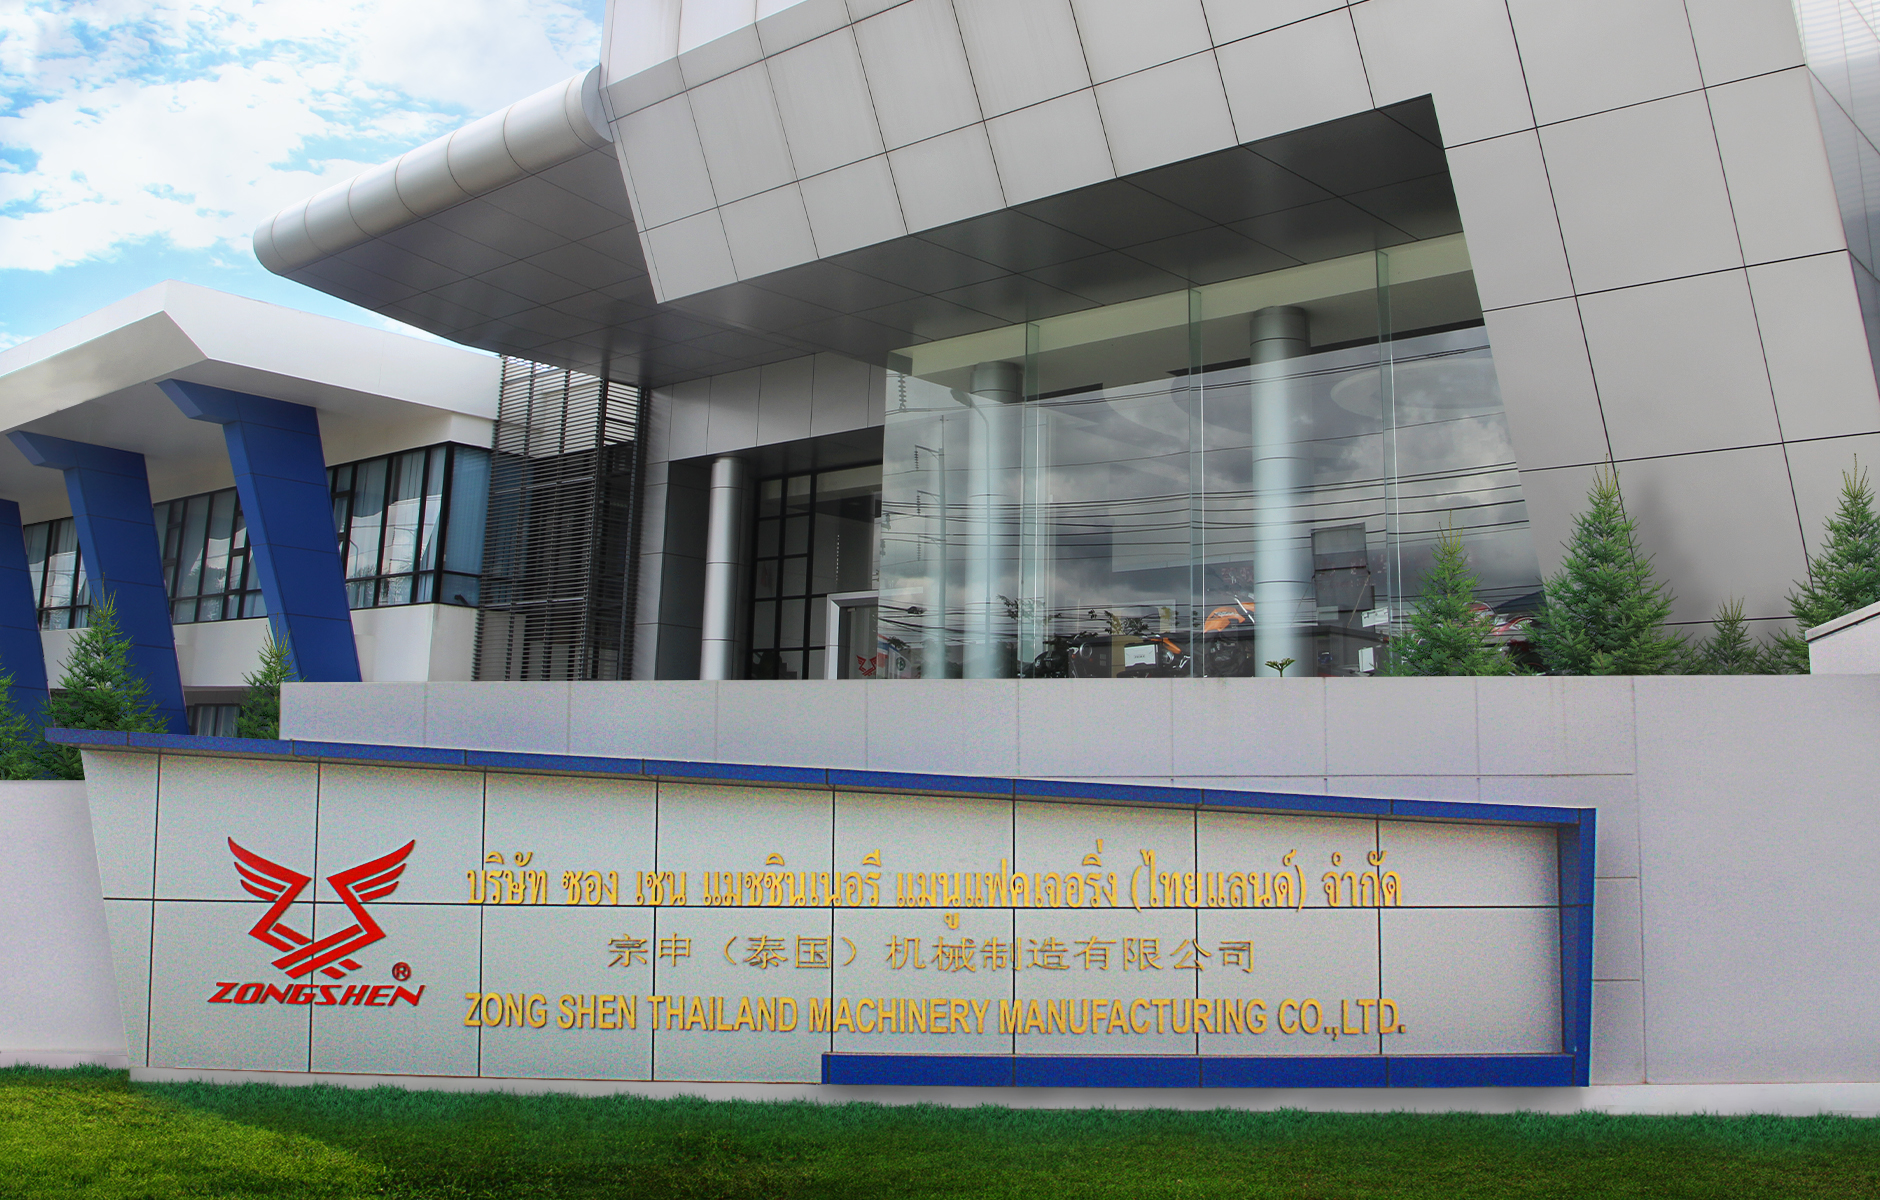 ZONGSHEN ®
บริษัท ซอง เชน แมชชินเนอรี แมนูแฟคเจอริ่ง (ไทยแลนด์) จำกัด
宗申（泰国）机械制造有限公司
ZONG SHEN THAILAND MACHINERY MANUFACTURING CO.,LTD.